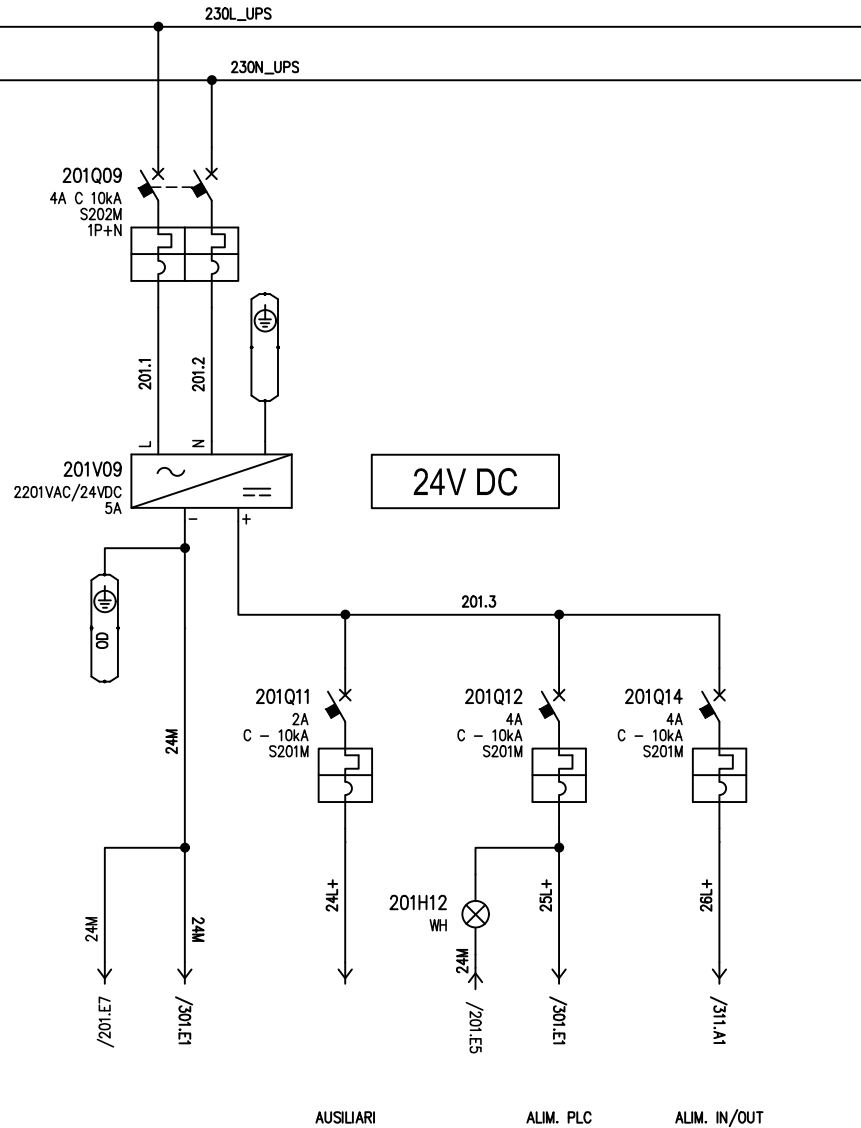 230L_UPS
230N_UPS
201Q09
4A C 10kA
S202M
1P+N
201.1
201.2
L
N
201V09
2201VAC/24VDC
5A
24V DC
-
+
0D
201.3
201Q11
2A
C - 10kA
S201M
201Q12
4A
C - 10kA
S201M
201Q14
4A
C - 10kA
S201M
24M
24L+
201H12
WH
25L+
26L+
24M
24M
24M
/201.E7
/301.E1
/201.E5
/301.E1
/311.A1
AUSILIARI
ALIM. PLC
ALIM. IN/OUT